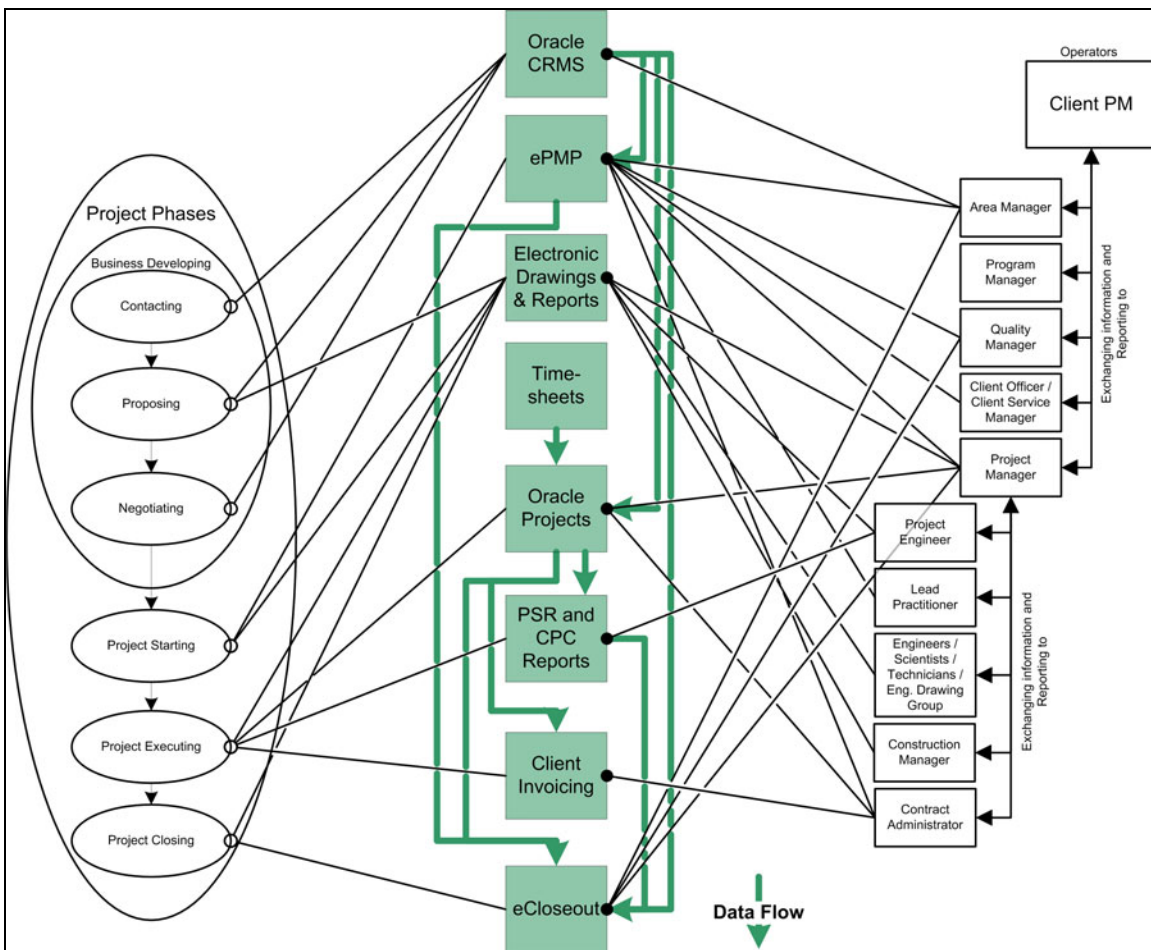 Project Phases
Business Developing
Contacting
Proposing
Negotiating
Project Starting
Project Executing
Project Closing
Oracle
CRMS
ePMP
Electronic
Drawings
& Reports
Time-
sheets
Oracle
Projects
PSR and
CPC
Reports
Client
Invoicing
eCloseout
Data Flow
Operators
Client PM
Area Manager
Program
Manager
Quality
Manager
Client Officer /
Client Service
Manager
Project
Manager
Exchanging information and
Reporting to
Project
Engineer
Lead
Practitioner
Engineers /
Scientists /
Technicians /
Eng. Drawing
Group
Construction
Manager
Contract
Administrator
Exchanging information and
Reporting to